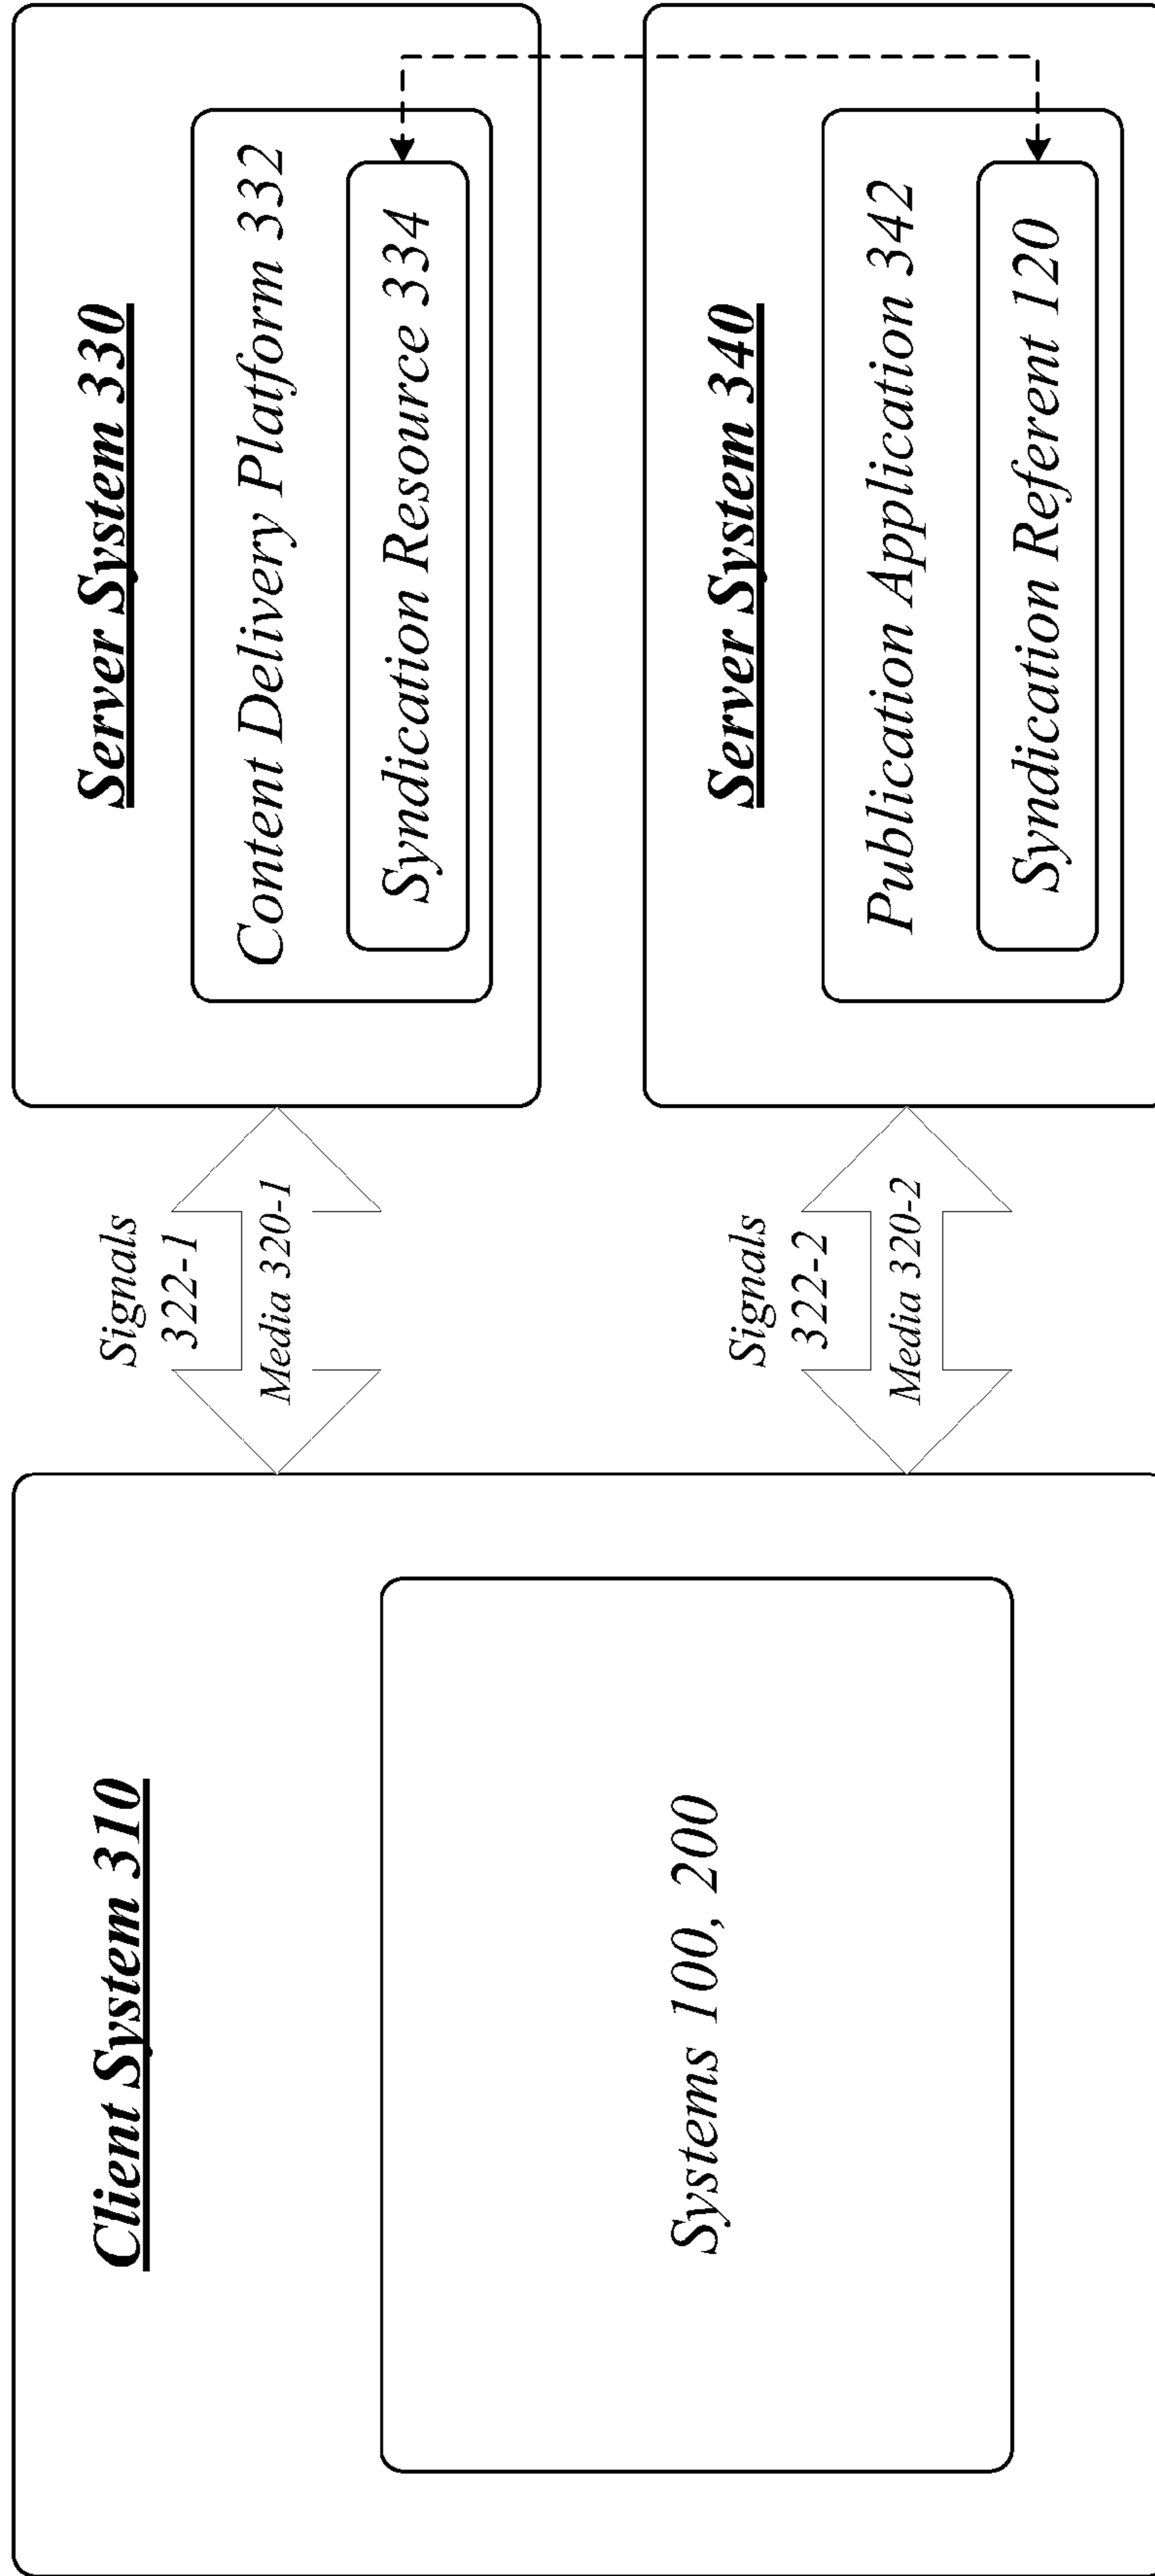 Client System 310
Systems 100, 200
Signals
322-1
Media 320-1
Signals
322-2
Media 320-2
Server System 330
Content Delivery Platform 332
Syndication Resource 334
Server System 340
Publication Application 342
Syndication Referent 120